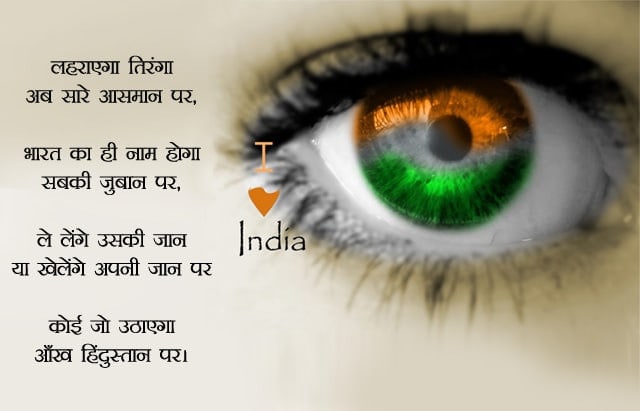 लहराएगा तिरंगा
अब सारे आसमान पर,
भारत का ही नाम होगा
सबकी जुबान पर,
ले लेंगे उसकी जान
या खेलेंगे अपनी जान पर
कोई जो उठाएगा
आँख हिंदुस्तान पर।
I
India